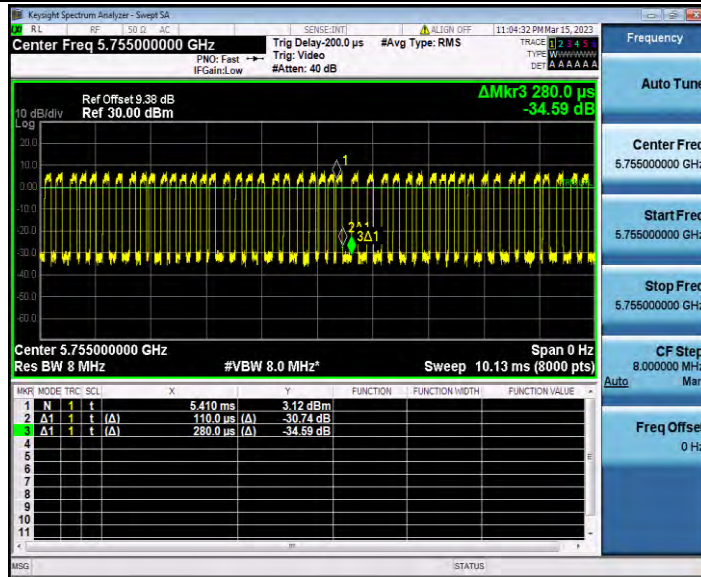 Keysight Spectrum Analyzer - Swept SA
RL RF 50 Ω AC SENSE:INT ALIGN OFF 11:04:32 PM Mar 15, 2023
Center Freq 5.755000000 GHz
PNO: Fast
IFGain:Low
Trig Delay-200.0 µs
Trig: Video
#Atten: 40 dB
#Avg Type: RMS
TRACE 1 2 3 4 5 6
TYPE
DET A A A A A A
ΔMkr3 280.0 µs
-34.59 dB
Ref Offset 9.38 dB
10 dB/div Ref 30.00 dBm
Log
20.0
10.0
0.00
-10.0
-20.0
-30.0
-40.0
-50.0
-60.0
1
3Δ1
Center 5.755000000 GHz Span 0 Hz
Res BW 8 MHz #VBW 8.0 MHz* Sweep 10.13 ms (8000 pts)
MKR MODE TRC SCL X Y FUNCTION FUNCTION WIDTH FUNCTION VALUE
1 N 1 t 5.410 ms 3.12 dBm
2 Δ1 1 t (Δ) 110.0 µs (Δ) -30.74 dB
3 Δ1 1 t (Δ) 280.0 µs (Δ) -34.59 dB
4
5
6
7
8
9
10
11
MSG STATUS
Frequency
Auto Tune
Center Freq
5.755000000 GHz
Start Freq
5.755000000 GHz
Stop Freq
5.755000000 GHz
CF Step
8.000000 MHz
Auto Man
Freq Offset
0 Hz